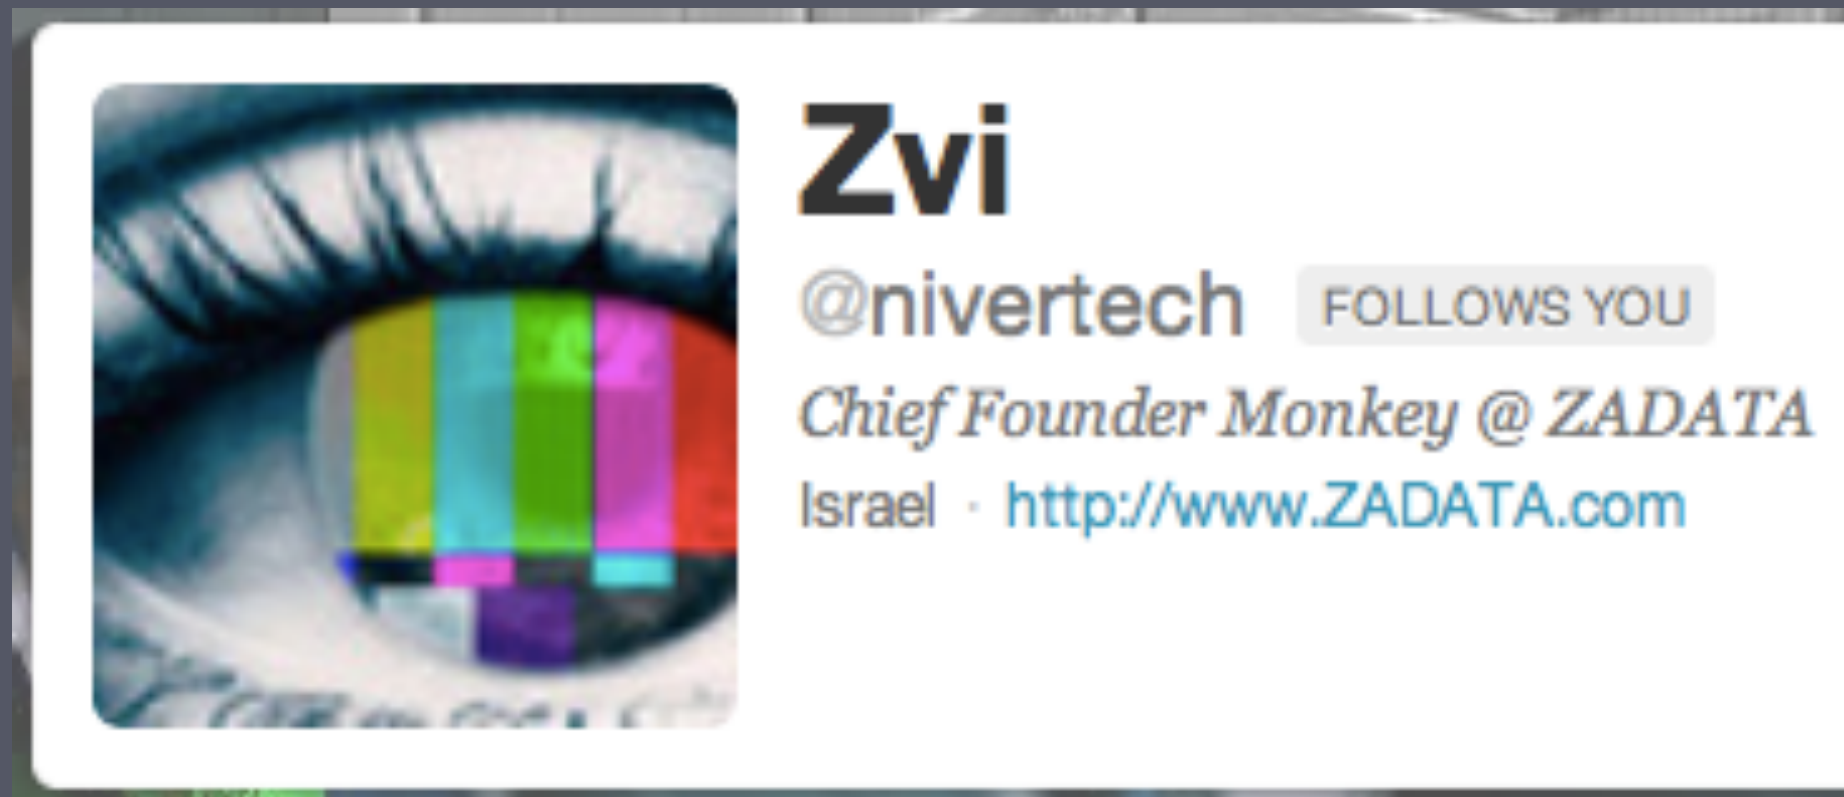 Zvi
@nivertech FOLLOWS YOU
Chief Founder Monkey @ ZADATA
Israel · http://www.ZADATA.com